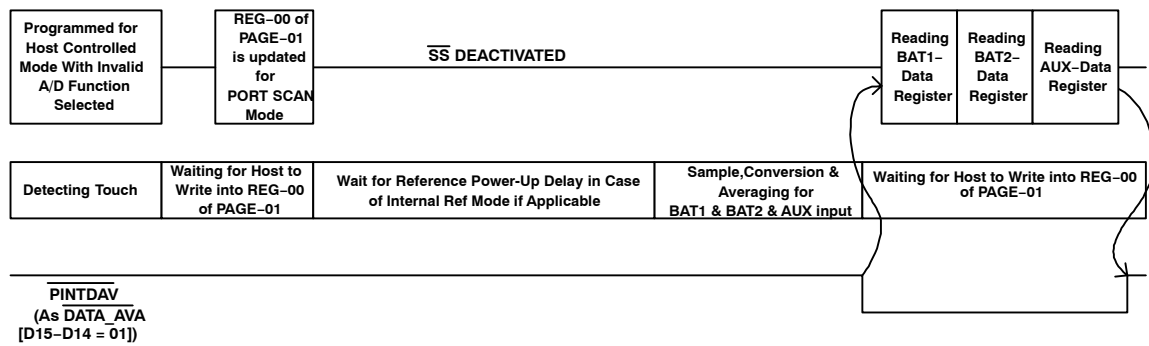 Programmed for
Host Controlled
Mode With Invalid
A/D Function
Selected
REG−00 of
PAGE−01
is updated
for
PORT SCAN
Mode
SS DEACTIVATED
Reading
BAT1−
Data
Register
Reading
BAT2−
Data
Register
Reading
AUX−Data
Register
Detecting Touch
Waiting for Host to
Write into REG−00
of PAGE−01
Wait for Reference Power-Up Delay in Case
of Internal Ref Mode if Applicable
Sample,Conversion &
Averaging for
BAT1 & BAT2 & AUX input
Waiting for Host to Write into REG−00
of PAGE−01
PINTDAV
(As DATA_AVA
[D15−D14 = 01])